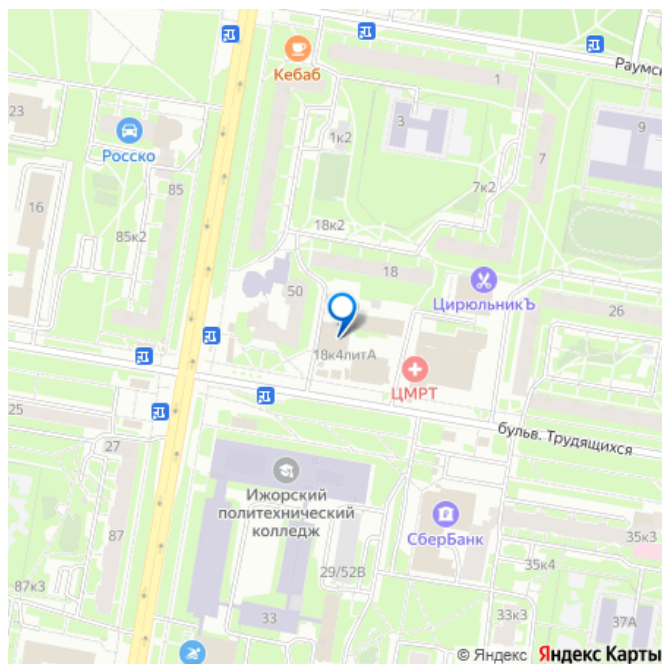 Кебаб
Раумск
1
23
Росско
3
9
1к2
7
85
7к2
16
18к2
85к2
18
50
ЦирюльникЪ
26
18к4литА
ЦМРТ
25
бульв. Трудящихся
27
Ижорский
политехнический
колледж
87
СберБанк
35к3
29/52В
35к4
87к3
33
33к3
37А
© Яндекс Яндекс Карты